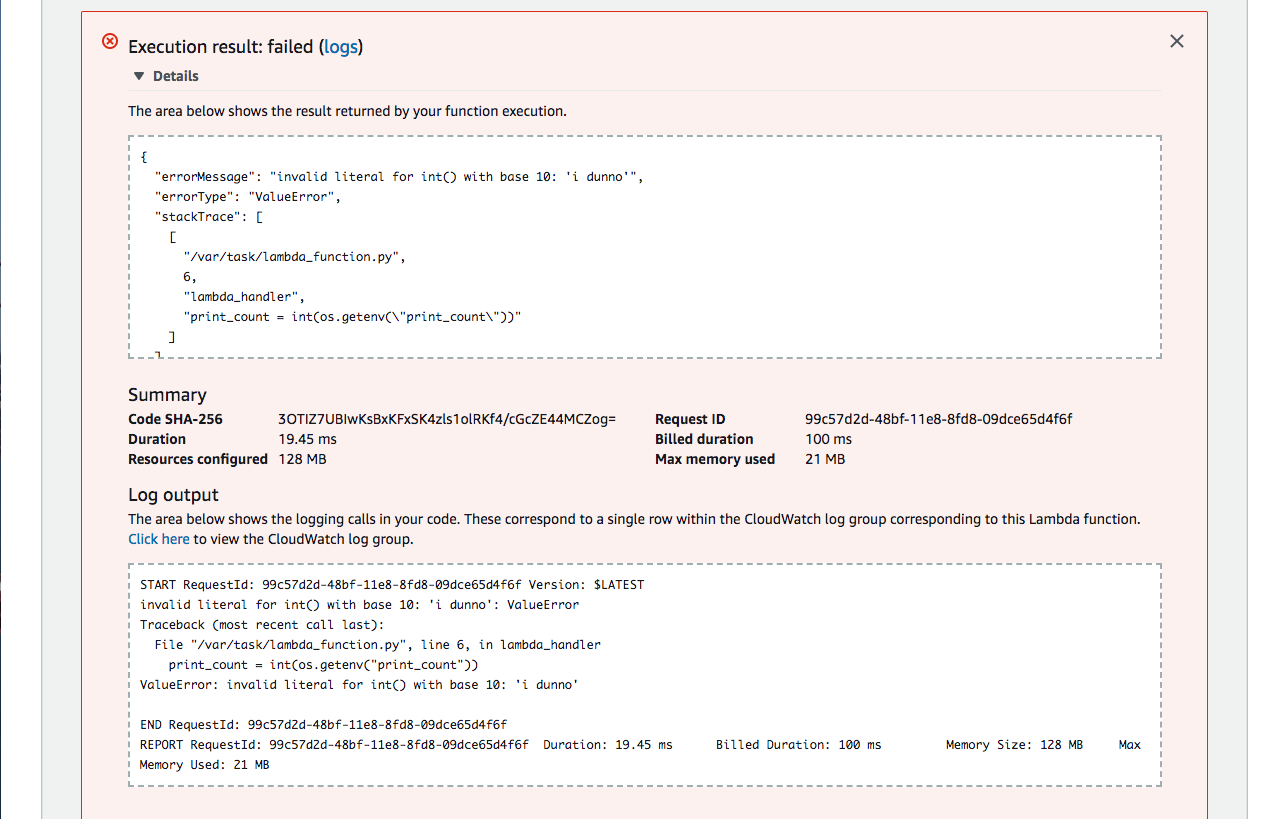 Execution result: failed (logs)
Details
The area below shows the result returned by your function execution.
{
  "errorMessage": "invalid literal for int() with base 10: 'i dunno'",
  "errorType": "ValueError",
  "stackTrace": [
    [
      "/var/task/lambda_function.py",
      6,
      "lambda_handler",
      "print_count = int(os.getenv(\"print_count\"))"
    ]
  ]
Summary
Code SHA-256 3OTIZ7UBIwKsBxKFxSK4zls1olRKf4/cGcZE44MCZog= Request ID 99c57d2d-48bf-11e8-8fd8-09dce65d4f6f
Duration 19.45 ms Billed duration 100 ms
Resources configured 128 MB Max memory used 21 MB
Log output
The area below shows the logging calls in your code. These correspond to a single row within the CloudWatch log group corresponding to this Lambda function.
Click here to view the CloudWatch log group.
START RequestId: 99c57d2d-48bf-11e8-8fd8-09dce65d4f6f Version: $LATEST
invalid literal for int() with base 10: 'i dunno': ValueError
Traceback (most recent call last):
  File "/var/task/lambda_function.py", line 6, in lambda_handler
    print_count = int(os.getenv("print_count"))
ValueError: invalid literal for int() with base 10: 'i dunno'
END RequestId: 99c57d2d-48bf-11e8-8fd8-09dce65d4f6f
REPORT RequestId: 99c57d2d-48bf-11e8-8fd8-09dce65d4f6f Duration: 19.45 ms Billed Duration: 100 ms Memory Size: 128 MB Max
Memory Used: 21 MB